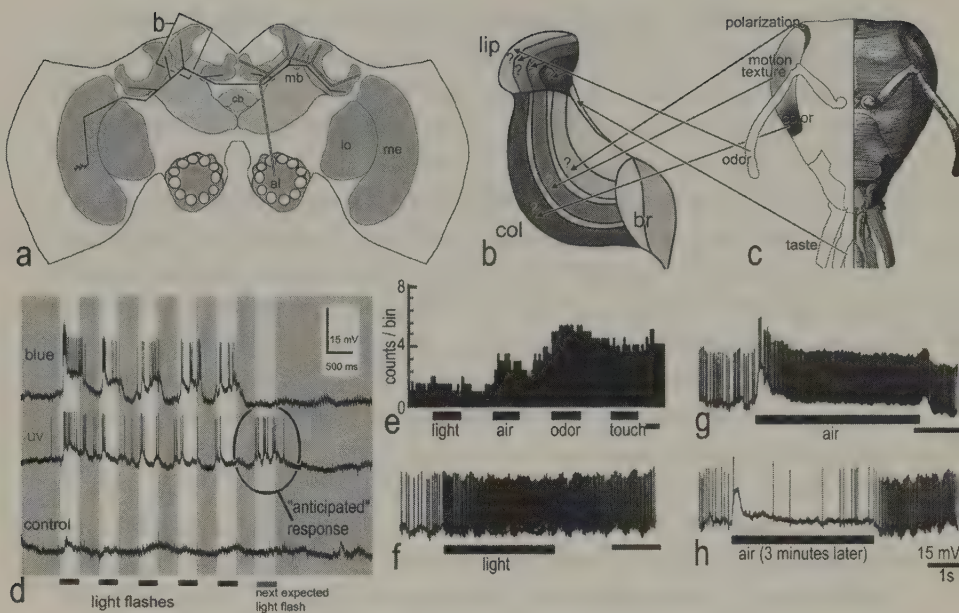 b
mb
cb
lo
me
al
a
lip
col
br
b
polarization
motion
texture
color
odor
taste
c
blue
uv
control
15 mV
500 ms
"anticipated"
response
d
light flashes
next expected
light flash
8
4
0
counts / bin
e
light
air
odor
touch
f
light
g
air
h
air (3 minutes later)
15 mV
1s